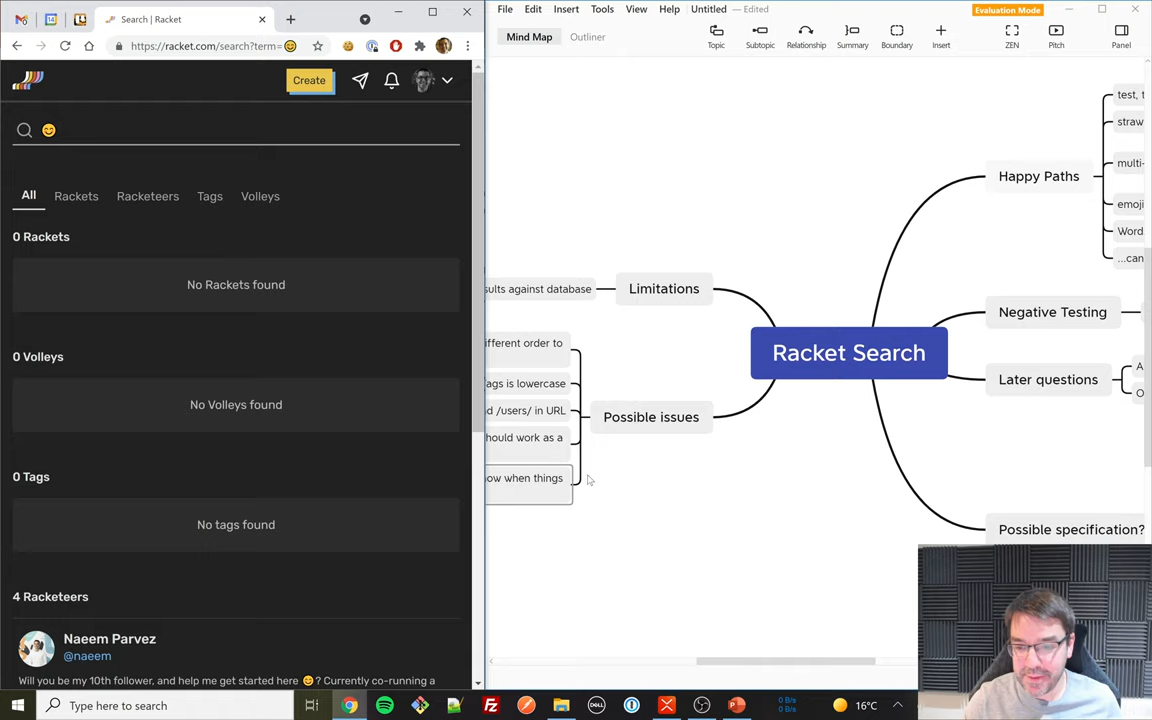 Search | Racket
https://racket.com/search?term=😊
Create
😊
All Rackets Racketeers Tags Volleys
0 Rackets
No Rackets found
0 Volleys
No Volleys found
0 Tags
No tags found
4 Racketeers
Naeem Parvez
@naeem
Will you be my 10th follower, and help me get started here 😊? Currently co-running a
File Edit Insert Tools View Help Untitled — Edited
Evaluation Mode
Mind Map Outliner
Topic Subtopic Relationship Summary Boundary Insert ZEN Pitch Panel
Happy Paths
test, t
straw
multi-
emoji
Word
...can
Limitations
sults against database
Racket Search
Negative Testing
Later questions
A
O
Possible issues
ifferent order to
ags is lowercase
d /users/ in URL
hould work as a
ow when things
Possible specification?
Type here to search
0 B/s
0 B/s
16°C